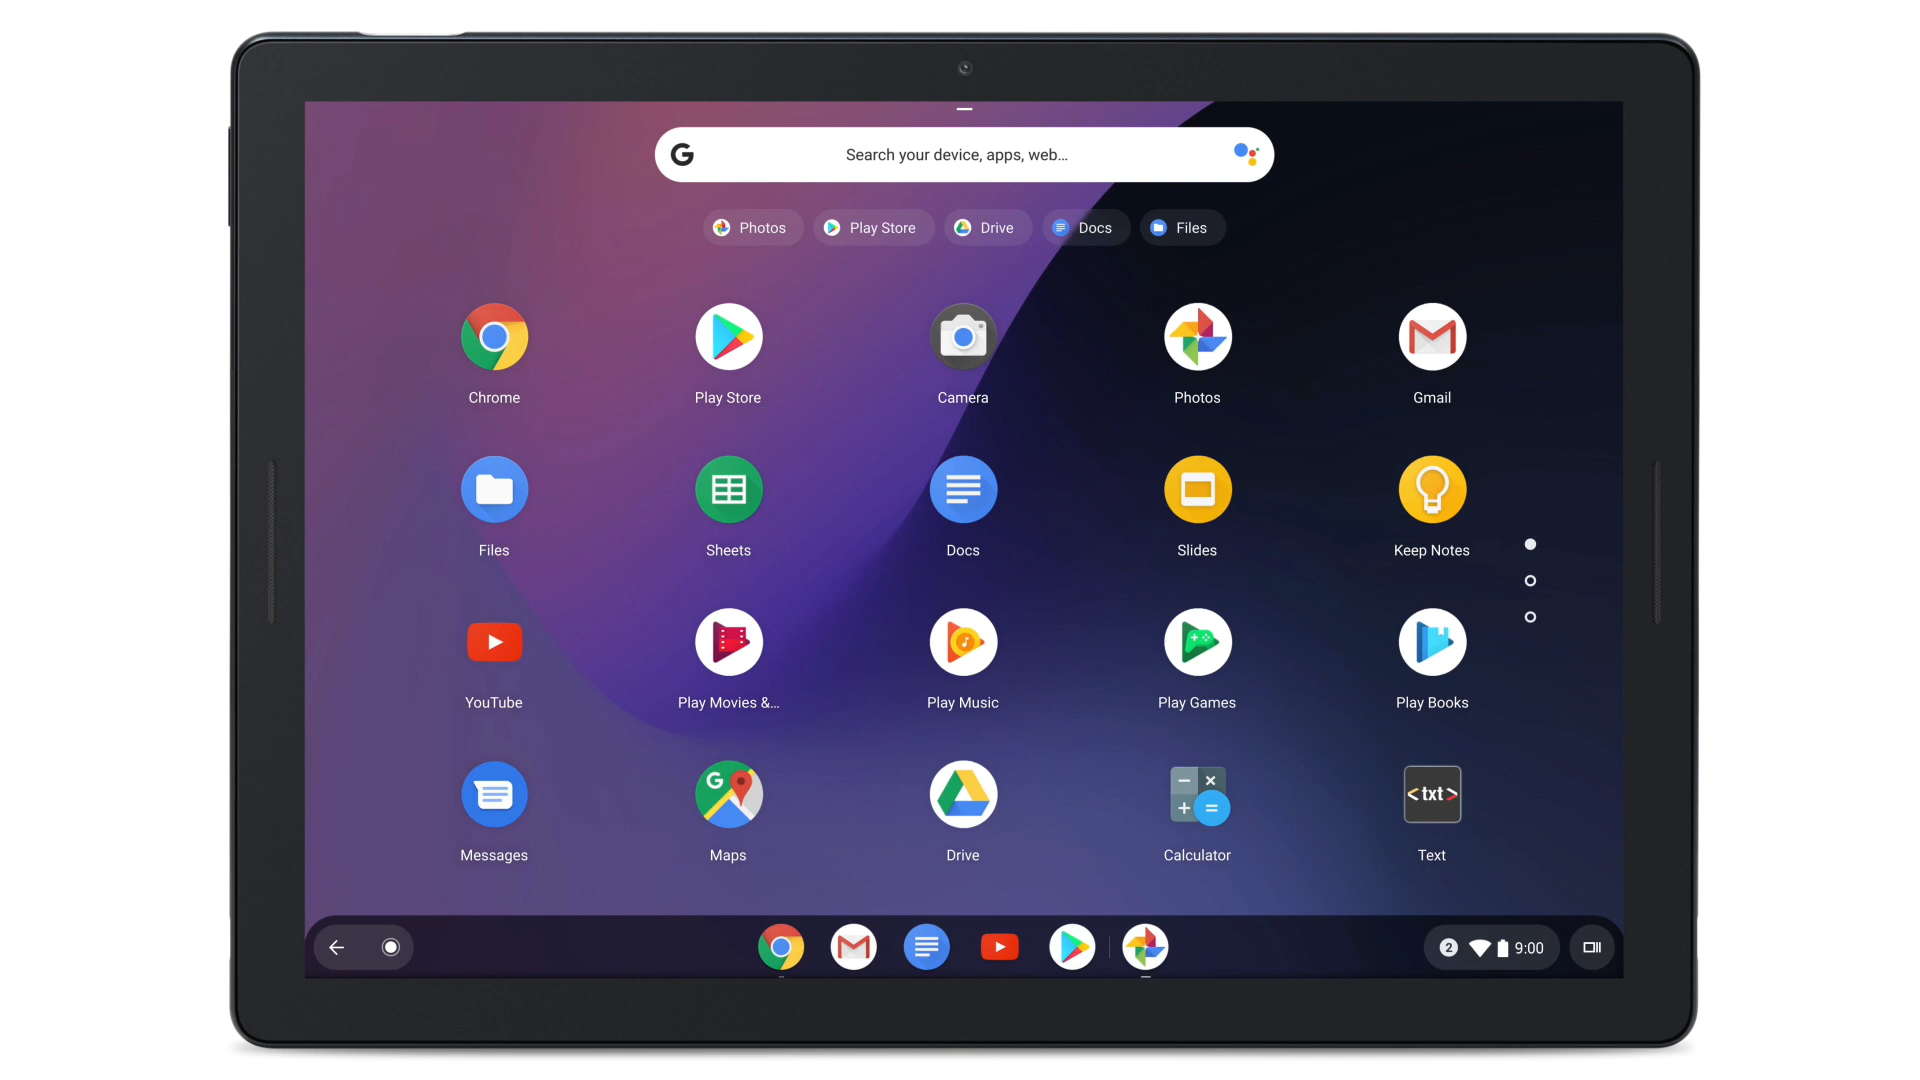 G Search your device, apps, web...
Photos Play Store Drive Docs Files
Chrome Play Store Camera Photos Gmail
Files Sheets Docs Slides Keep Notes
YouTube Play Movies &... Play Music Play Games Play Books
G − × + = <txt>
Messages Maps Drive Calculator Text
2 9:00